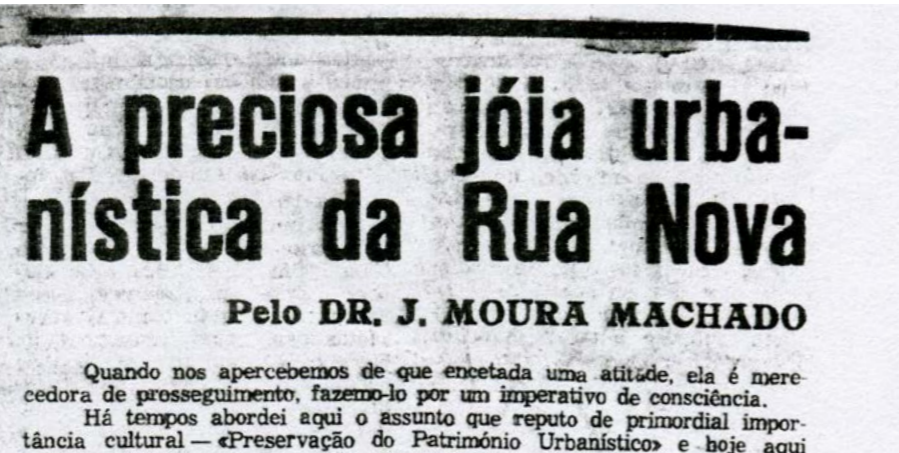 A preciosa jóia urba-
nística da Rua Nova
Pelo DR. J. MOURA MACHADO
Quando nos apercebemos de que encetada uma atitude, ela é mere-
cedora de prosseguimento, fazemo-lo por um imperativo de consciência.
Há tempos abordei aqui o assunto que reputo de primordial impor-
tância cultural — «Preservação do Património Urbanístico» e hoje aqui